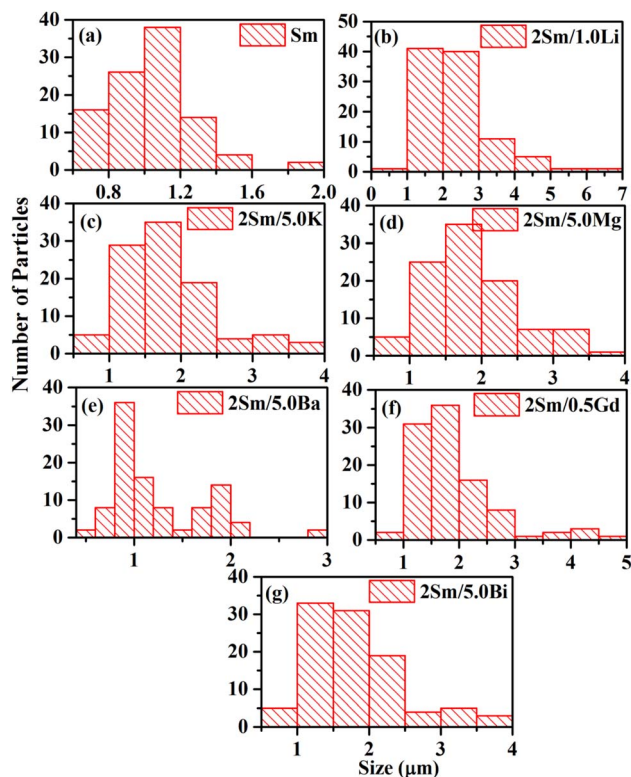 (a) Sm
40
30
20
10
0
0.8 1.2 1.6 2.0
(b) 2Sm/1.0Li
50
40
30
20
10
0
0 1 2 3 4 5 6 7
(c) 2Sm/5.0K
40
30
20
10
0
1 2 3 4
(d) 2Sm/5.0Mg
40
30
20
10
0
1 2 3 4
(e) 2Sm/5.0Ba
40
30
20
10
0
1 2 3
(f) 2Sm/0.5Gd
40
30
20
10
0
1 2 3 4 5
(g) 2Sm/5.0Bi
40
30
20
10
0
1 2 3 4
Number of Particles
Size (μm)